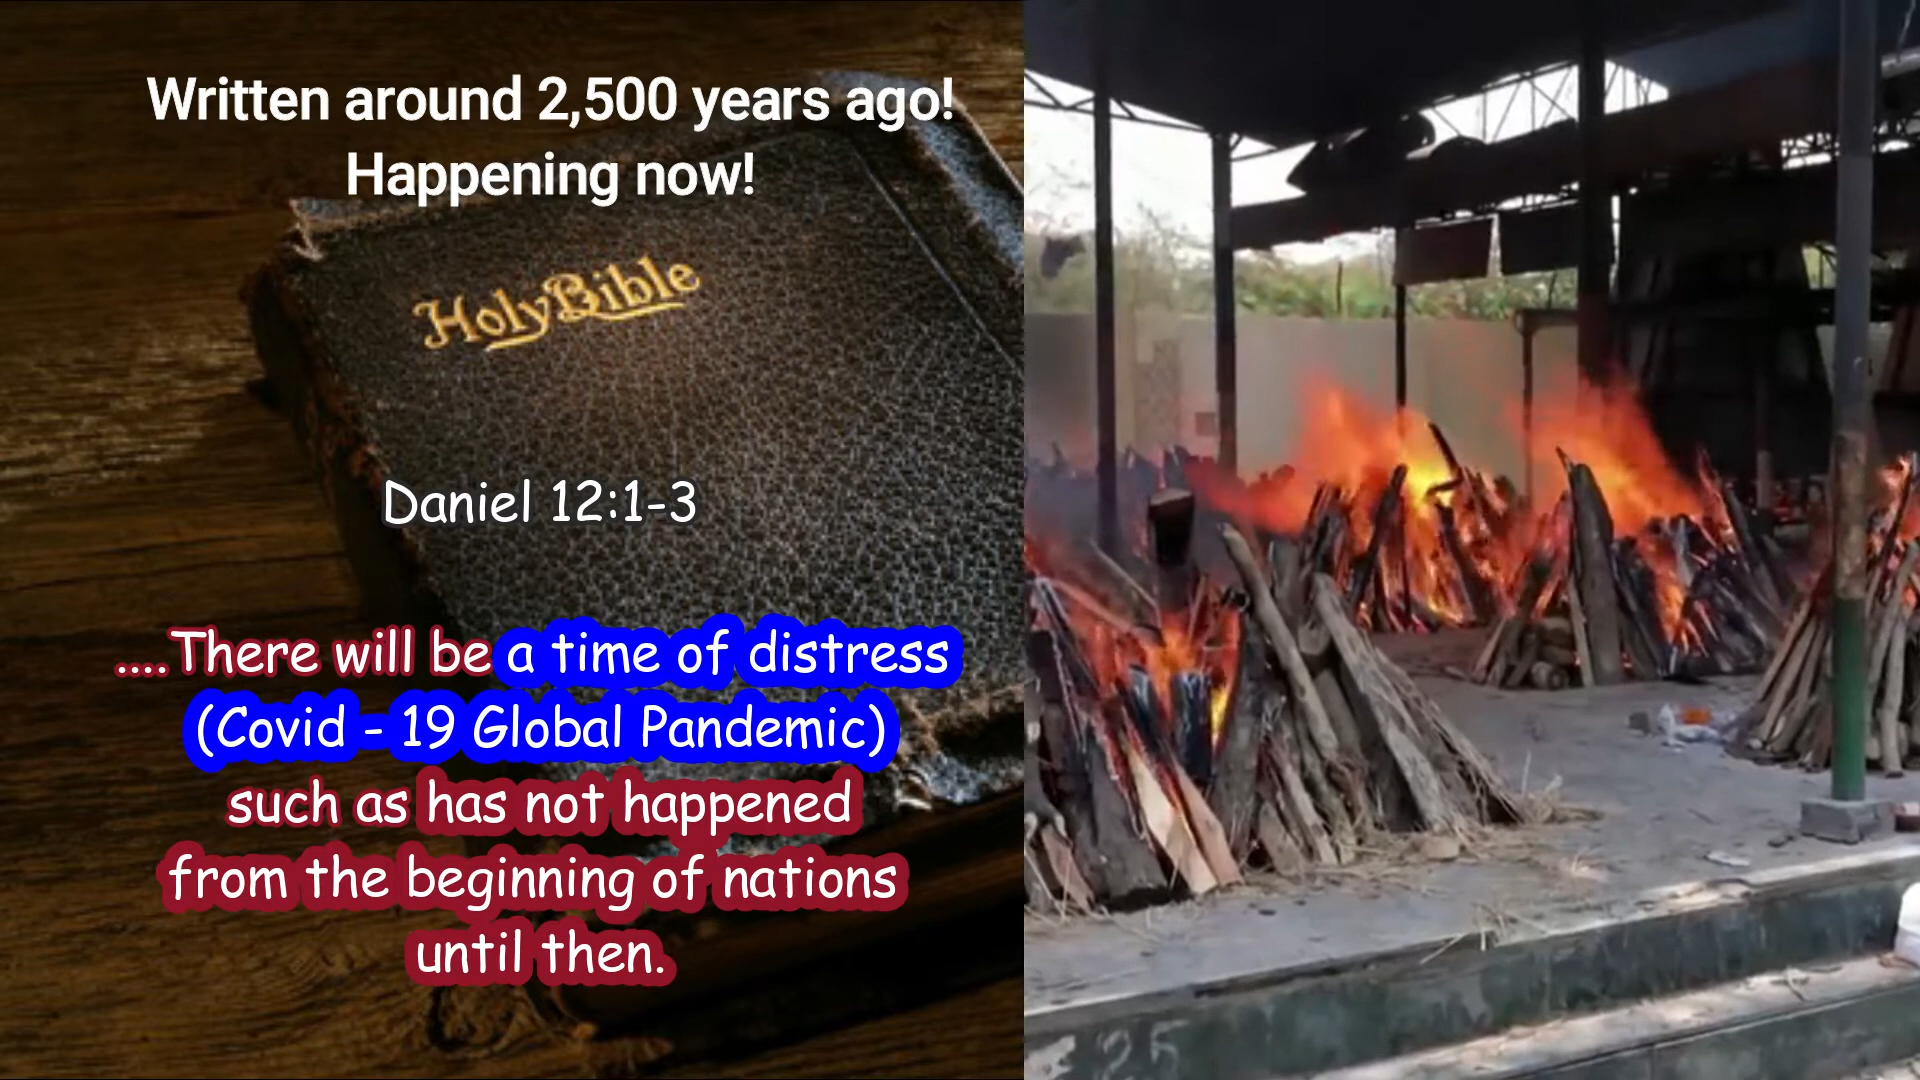 Written around 2,500 years ago!
Happening now!
Holy Bible
Daniel 12:1-3
....There will be a time of distress
(Covid - 19 Global Pandemic)
such as has not happened
from the beginning of nations
until then.
25